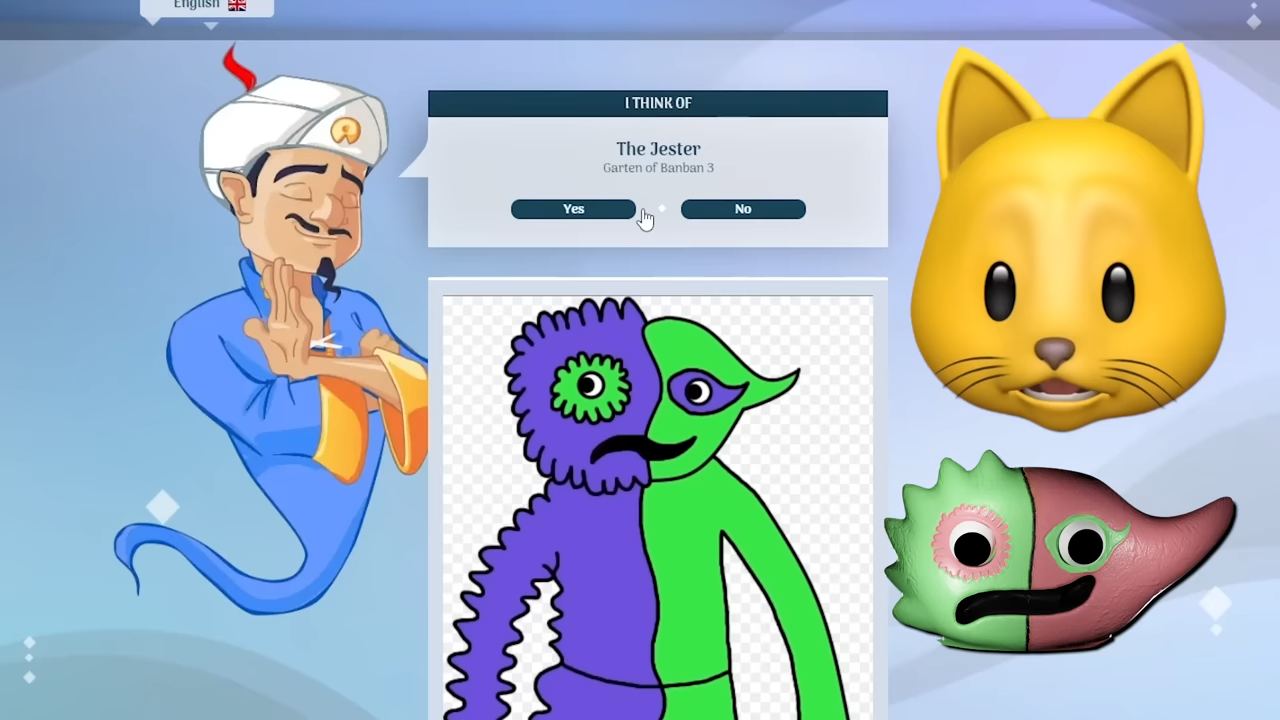 English
I THINK OF
The Jester
Garten of Banban 3
Yes
No